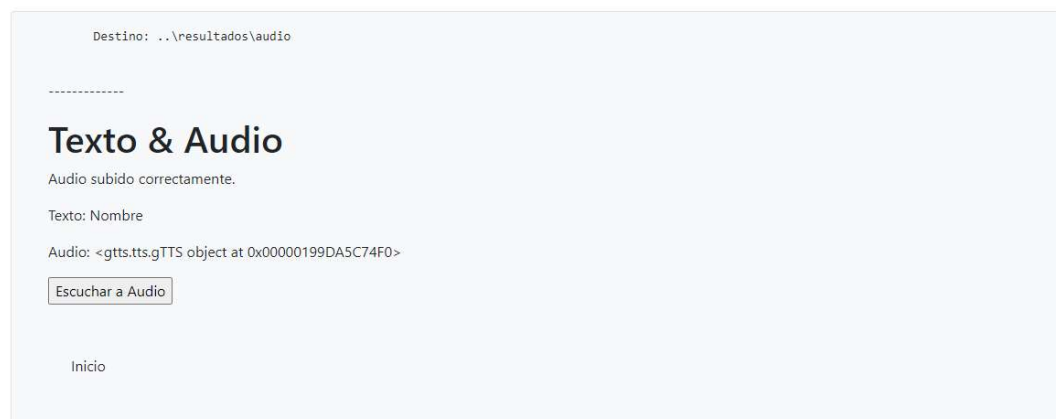 Destino: ..\resultados\audio
-------------
Texto & Audio
Audio subido correctamente.
Texto: Nombre
Audio: <gtts.tts.gTTS object at 0x00000199DA5C74F0>
Escuchar a Audio
Inicio